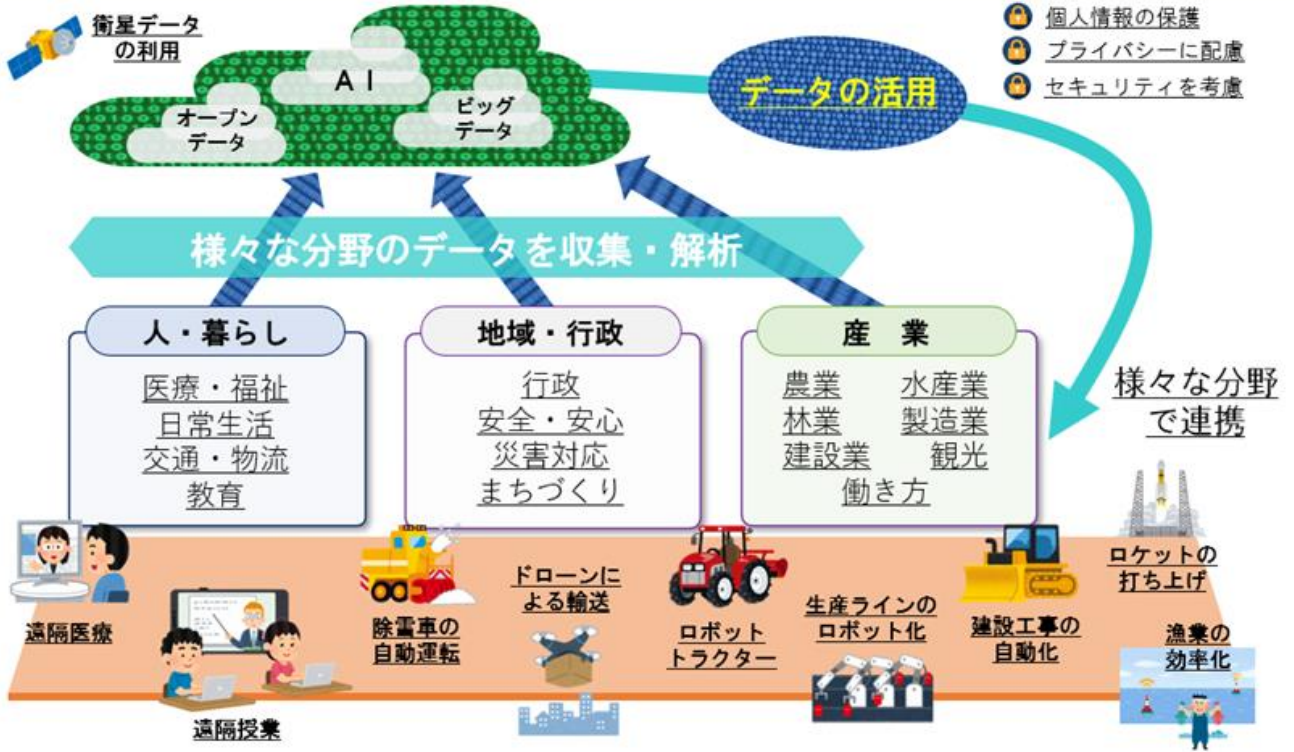 衛星データ
の利用
AI
オープン
データ
ビッグ
データ
データの活用
個人情報の保護
プライバシーに配慮
セキュリティを考慮
様々な分野のデータを収集・解析
人・暮らし
医療・福祉
日常生活
交通・物流
教育
地域・行政
行政
安全・安心
災害対応
まちづくり
産 業
農業 水産業
林業 製造業
建設業 観光
働き方
様々な分野
で連携
遠隔医療
遠隔授業
除雪車の
自動運転
ドローンに
よる輸送
ロボット
トラクター
生産ラインの
ロボット化
建設工事の
自動化
ロケットの
打ち上げ
漁業の
効率化